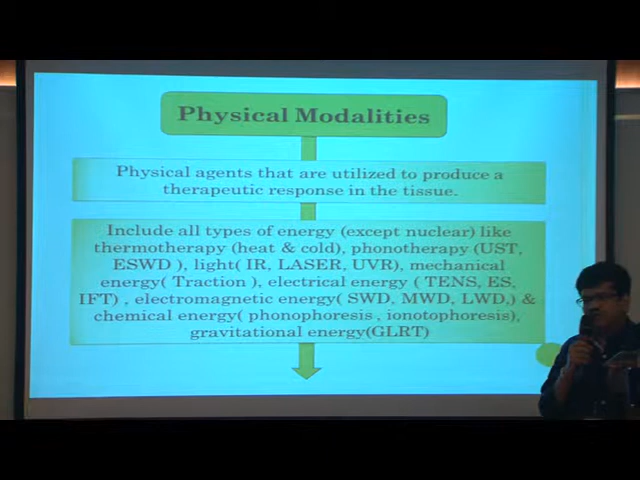 Physical Modalities
Physical agents that are utilized to produce a
therapeutic response in the tissue.
Include all types of energy (except nuclear) like
thermotherapy (heat & cold), phonotherapy (UST,
ESWD ), light( IR, LASER, UVR), mechanical
energy( Traction ), electrical energy ( TENS, ES,
IFT) , electromagnetic energy( SWD, MWD, LWD,) &
chemical energy( phonophoresis , ionotophoresis),
gravitational energy(GLRT)